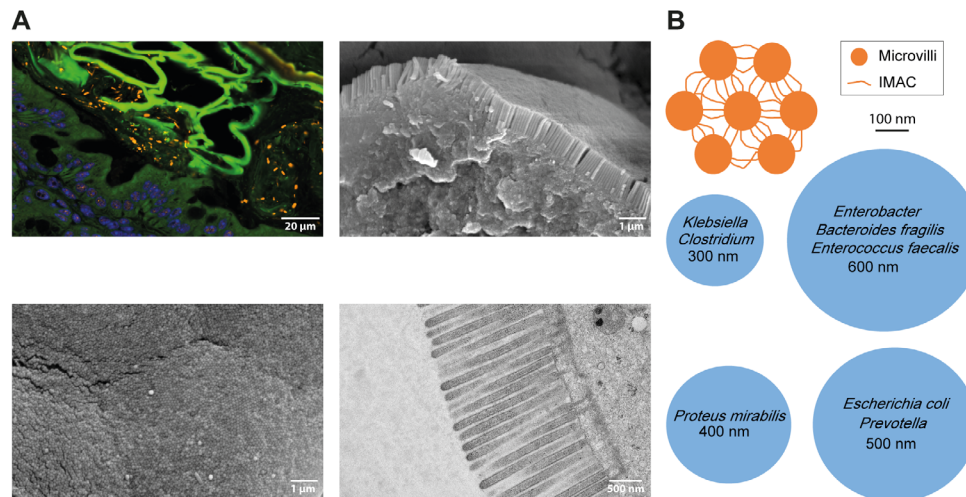 A
20 µm
1 µm
1 µm
500 nm
B
Microvilli
IMAC
100 nm
Klebsiella
Clostridium
300 nm
Enterobacter
Bacteroides fragilis
Enterococcus faecalis
600 nm
Proteus mirabilis
400 nm
Escherichia coli
Prevotella
500 nm